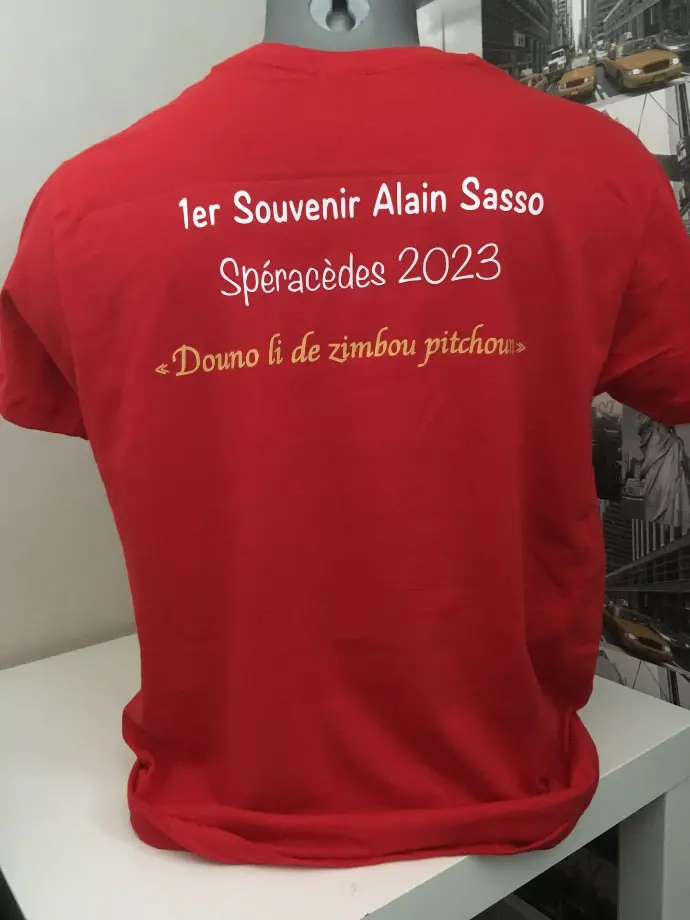 1er Souvenir Alain Sasso
Spéracèdes 2023
«Douno li de zimbou pitchoun»